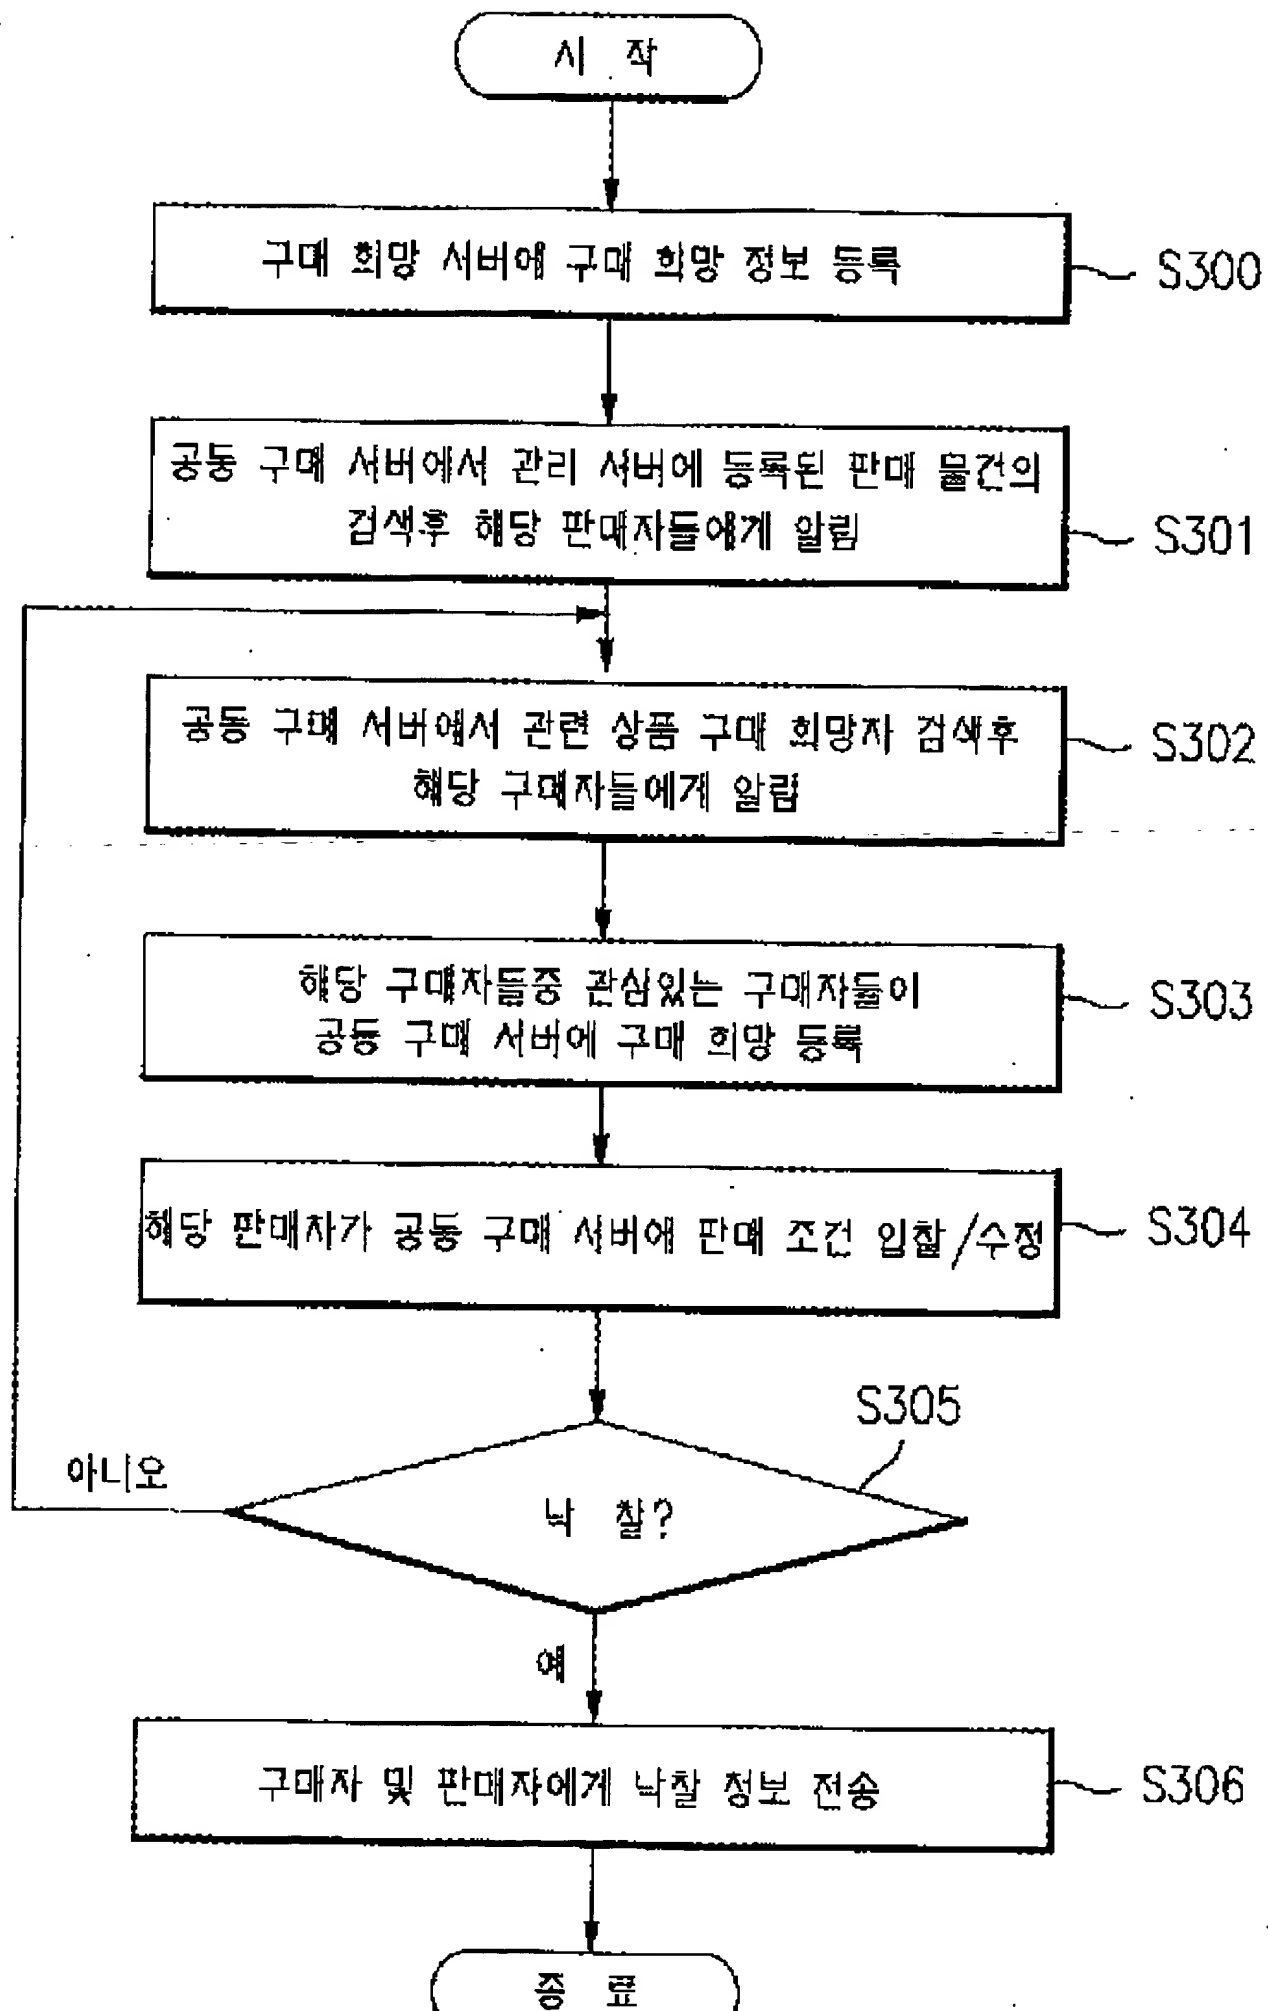 시 작
구매 희망 서버에 구매 희망 정보 등록
S300
공동 구매 서버에서 관리 서버에 등록된 판매 물건의
검색후 해당 판매자들에게 알림
S301
공동 구매 서버에서 관련 상품 구매 희망자 검색후
해당 구매자들에게 알림
S302
해당 구매자들중 관심있는 구매자들이
공동 구매 서버에 구매 희망 등록
S303
해당 판매자가 공동 구매 서버에 판매 조건 입찰/수정
S304
S305
낙 찰?
아니오
예
구매자 및 판매자에게 낙찰 정보 전송
S306
종 료